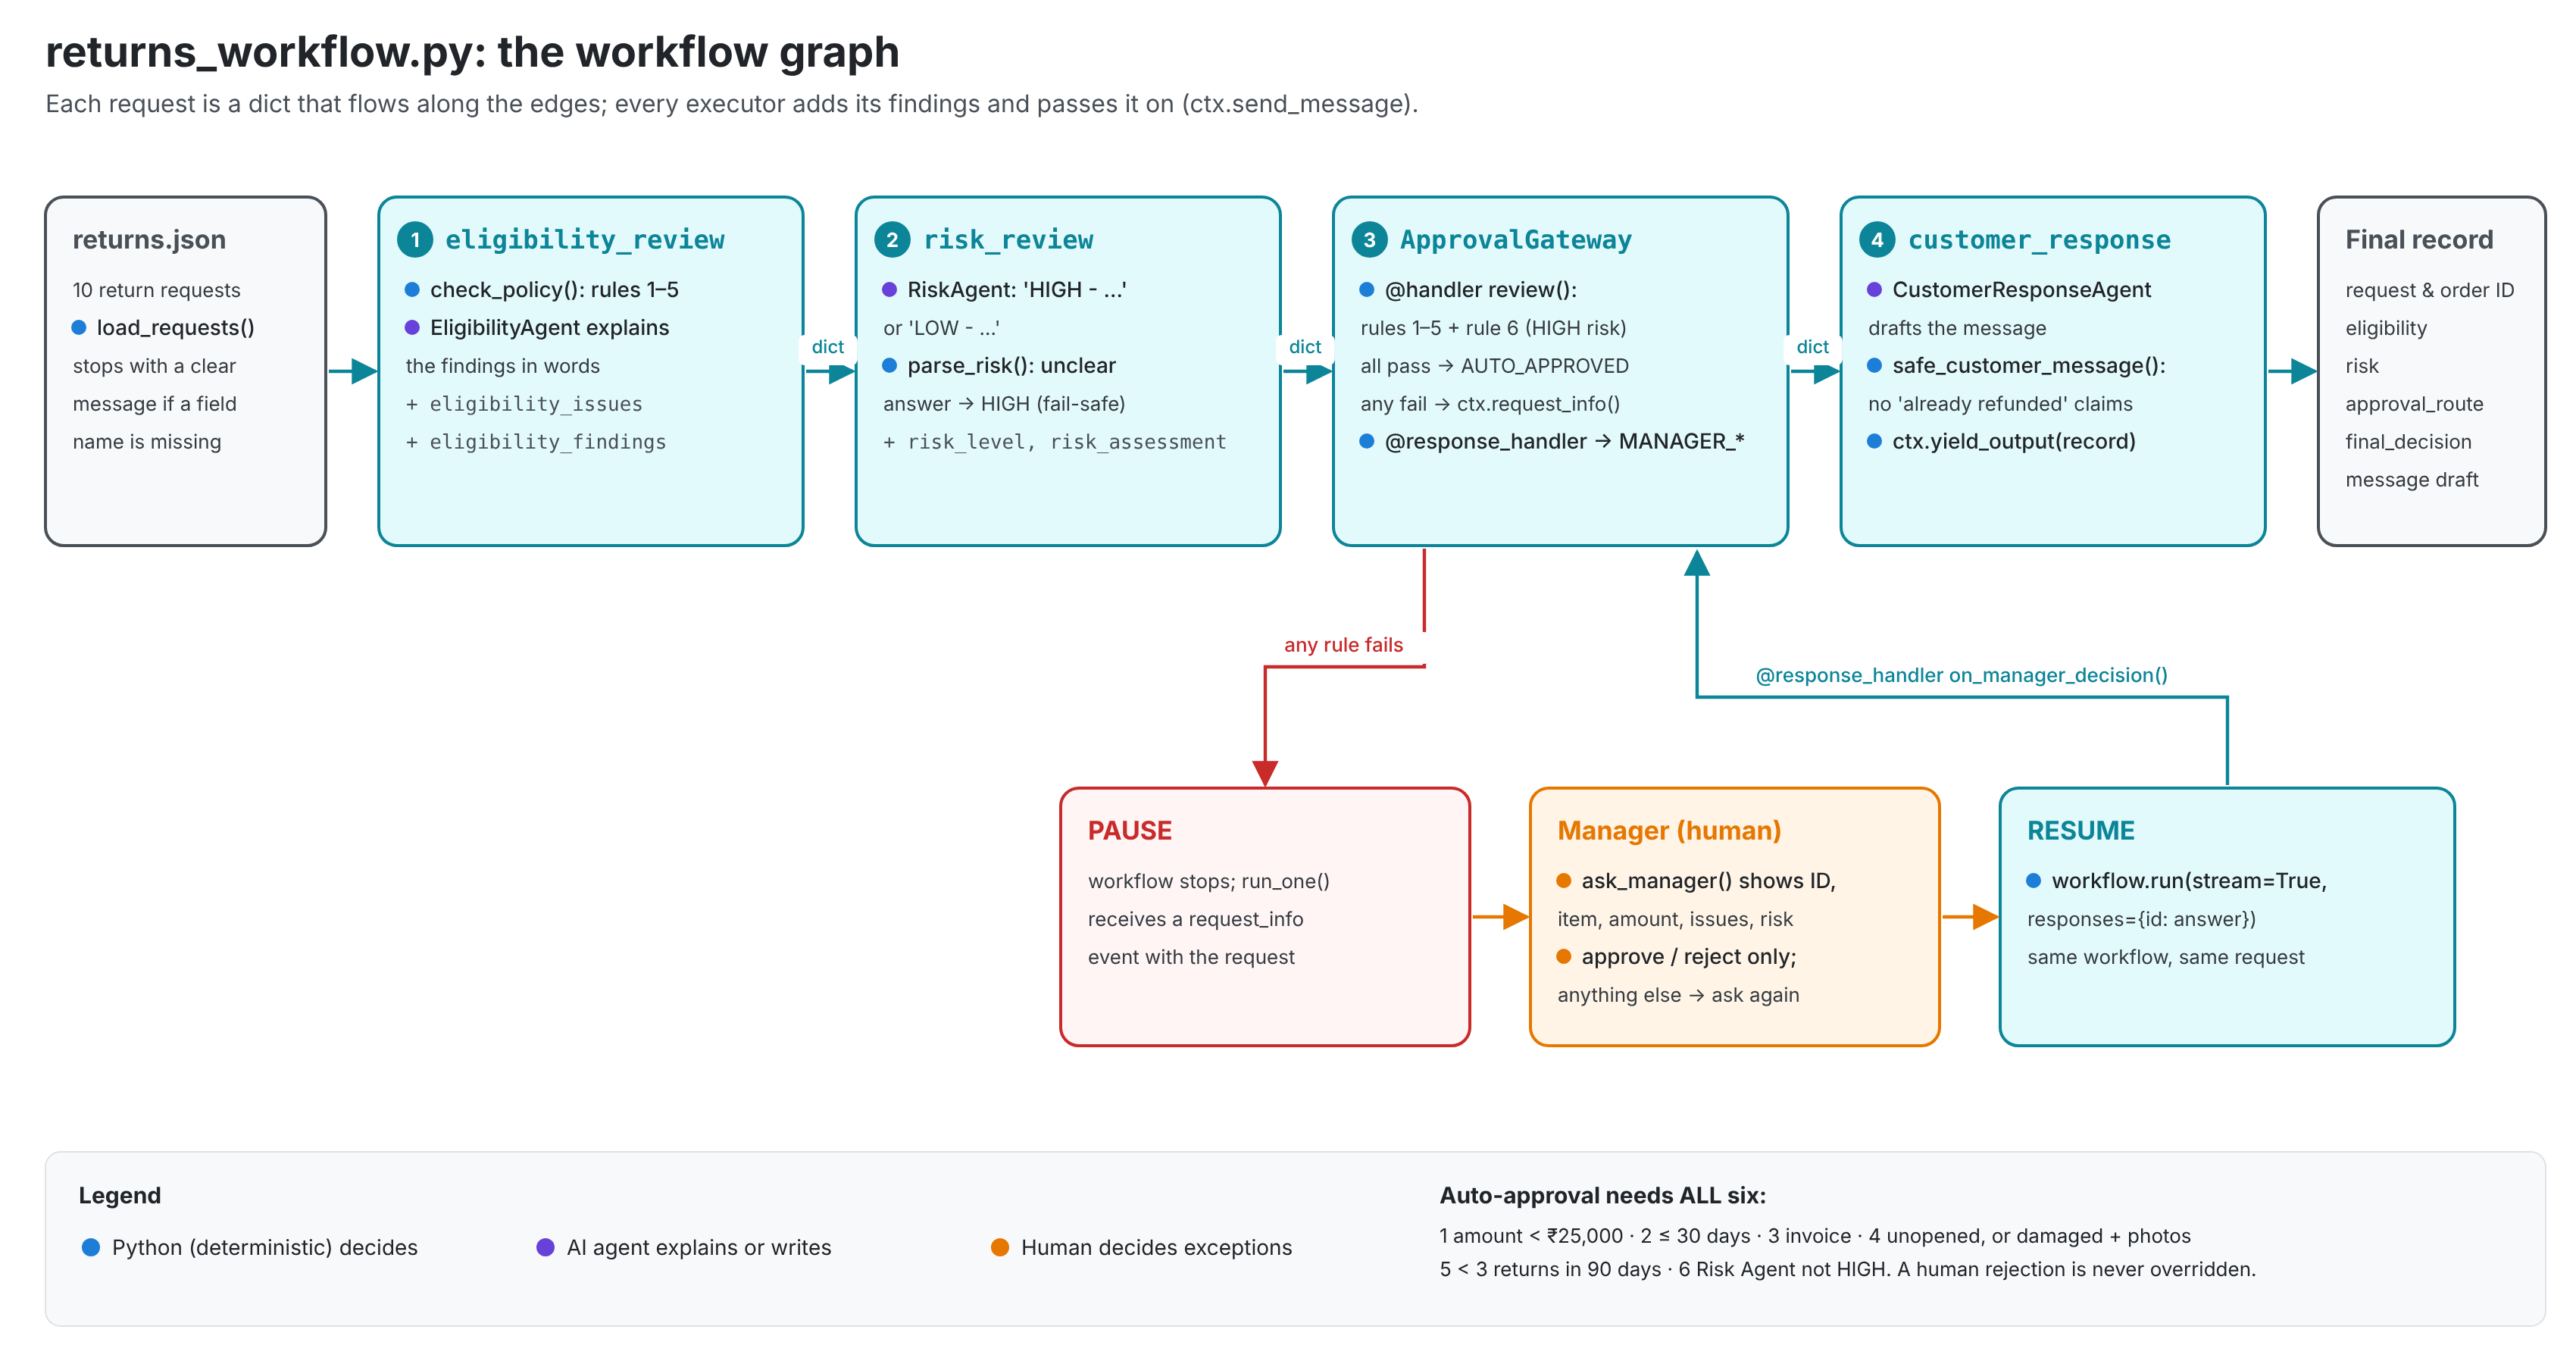 returns_workflow.py: the workflow graph
Each request is a dict that flows along the edges; every executor adds its findings and passes it on (ctx.send_message).
returns.json
10 return requests
load_requests()
stops with a clear
message if a field
name is missing
1 eligibility_review
check_policy(): rules 1–5
EligibilityAgent explains
the findings in words
+ eligibility_issues
+ eligibility_findings
dict
2 risk_review
RiskAgent: 'HIGH - ...'
or 'LOW - ...'
parse_risk(): unclear
answer → HIGH (fail-safe)
+ risk_level, risk_assessment
dict
3 ApprovalGateway
@handler review():
rules 1–5 + rule 6 (HIGH risk)
all pass → AUTO_APPROVED
any fail → ctx.request_info()
@response_handler → MANAGER_*
dict
4 customer_response
CustomerResponseAgent
drafts the message
safe_customer_message():
no 'already refunded' claims
ctx.yield_output(record)
Final record
request & order ID
eligibility
risk
approval_route
final_decision
message draft
any rule fails
@response_handler on_manager_decision()
PAUSE
workflow stops; run_one()
receives a request_info
event with the request
Manager (human)
ask_manager() shows ID,
item, amount, issues, risk
approve / reject only;
anything else → ask again
RESUME
workflow.run(stream=True,
responses={id: answer})
same workflow, same request
Legend
Python (deterministic) decides
AI agent explains or writes
Human decides exceptions
Auto-approval needs ALL six:
1 amount < ₹25,000 · 2 ≤ 30 days · 3 invoice · 4 unopened, or damaged + photos
5 < 3 returns in 90 days · 6 Risk Agent not HIGH. A human rejection is never overridden.